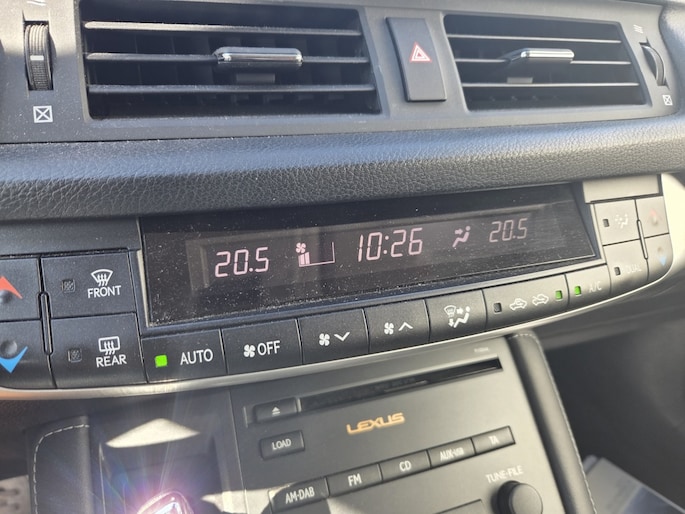 20.5 10:26 20.5
FRONT
REAR
AUTO
OFF
A/C
LEXUS
LOAD
AM•DAB
FM
CD
AUX•USB
TA
TUNE•FILE